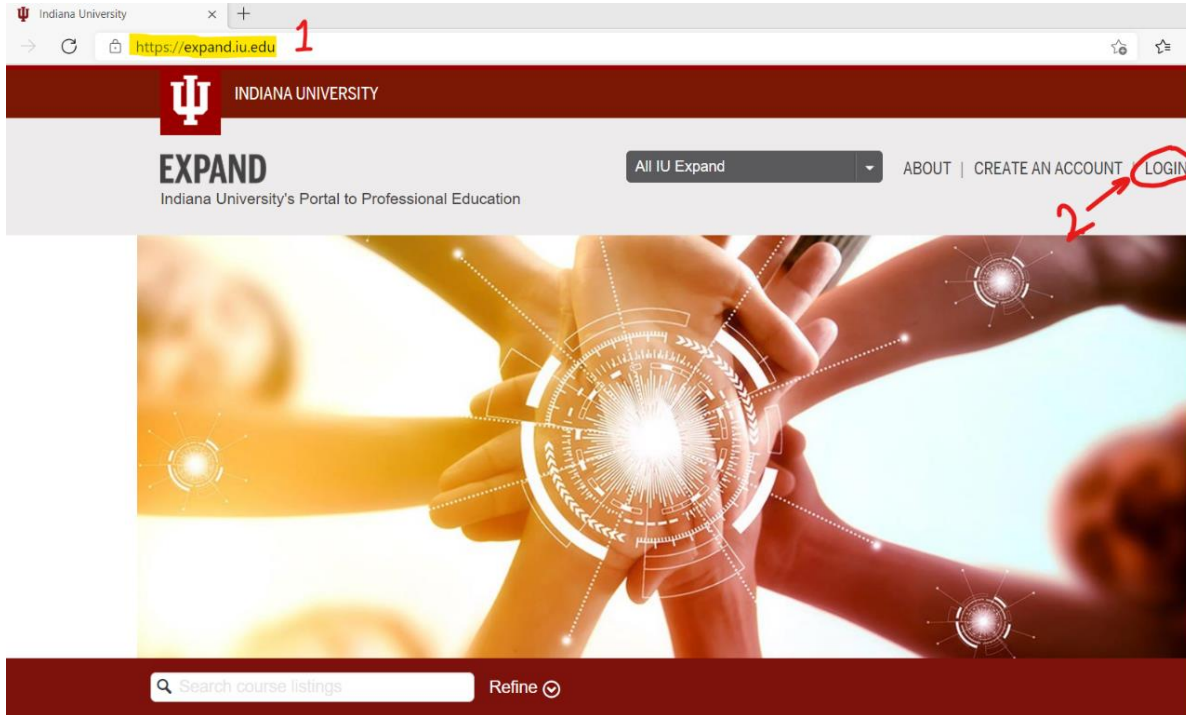 Indiana University
https://expand.iu.edu 1
INDIANA UNIVERSITY
EXPAND
Indiana University's Portal to Professional Education
All IU Expand
ABOUT | CREATE AN ACCOUNT | LOGIN
2
Search course listings
Refine